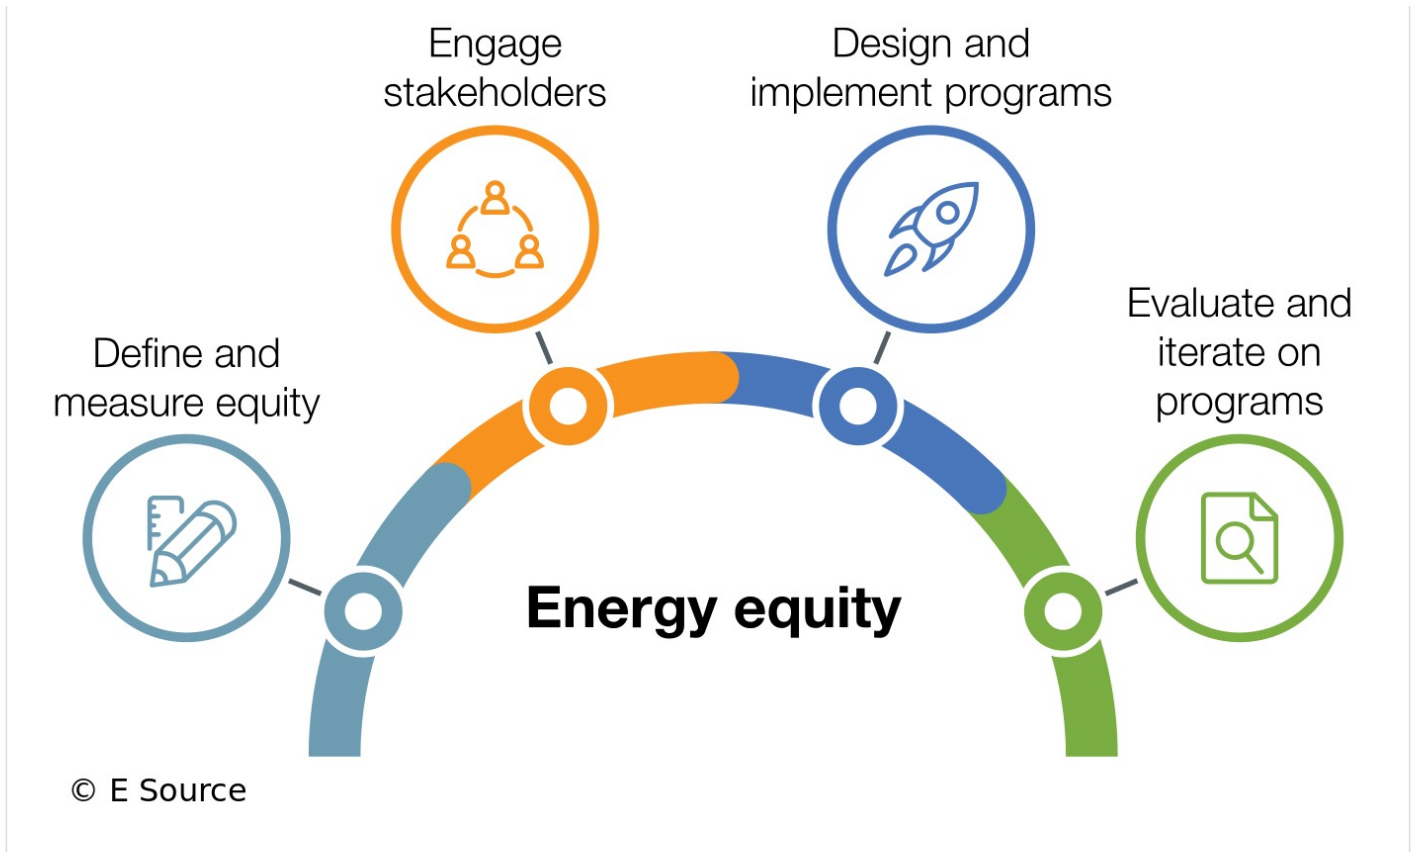 Engage
stakeholders
Design and
implement programs
Define and
measure equity
Evaluate and
iterate on
programs
Energy equity
© E Source